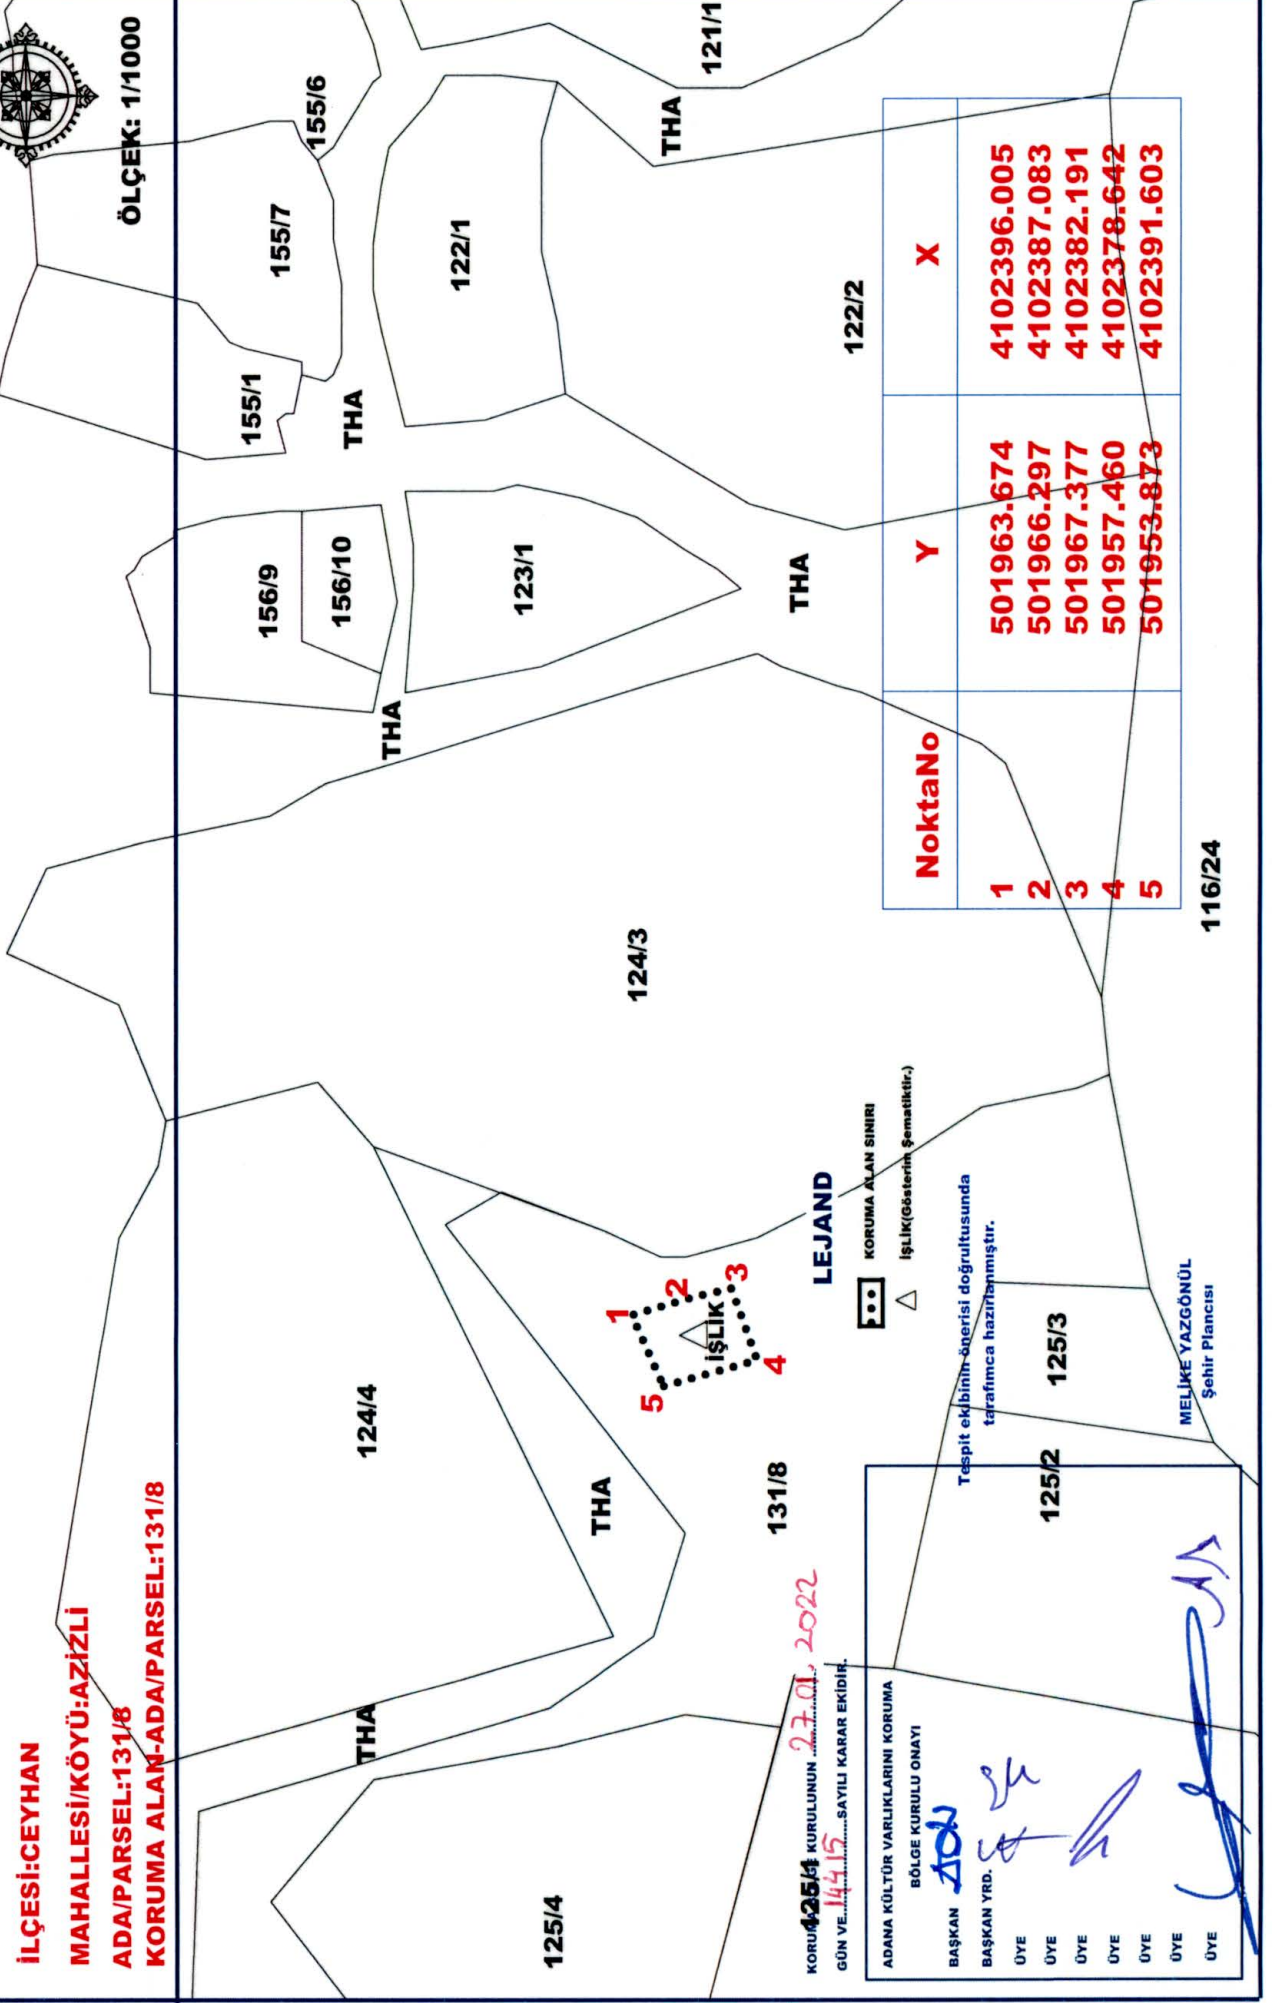 İLÇESİ:CEYHAN
MAHALLESİ/KÖYÜ:AZİZLİ
ADA/PARSEL:131/8
KORUMA ALAN-ADA/PARSEL:131/8
ÖLÇEK: 1/1000
155/6
155/7
155/1
THA
156/9
156/10
THA
122/1
123/1
121/1
THA
122/2
THA
124/3
124/4
THA
THA
125/4
131/8
1
2
3
4
5
İŞLİK
LEJAND
KORUMA ALAN SINIRI
İŞLİK(Gösterim Şematiktir.)
NoktaNo Y X
1 501963.674 4102396.005
2 501966.297 4102387.083
3 501967.377 4102382.191
4 501957.460 4102378.642
5 501953.873 4102391.603
116/24
125/3
125/2
125/1
Tespit ekibinin önerisi doğrultusunda
tarafımca hazırlanmıştır.
MELİKE YAZGÖNÜL
Şehir Plancısı
KORUMA BÖLGE KURULUNUN 27.01.2022
GÜN VE 14415 SAYILI KARAR EKİDİR.
ADANA KÜLTÜR VARLIKLARINI KORUMA
BÖLGE KURULU ONAYI
BAŞKAN
BAŞKAN YRD.
ÜYE
ÜYE
ÜYE
ÜYE
ÜYE
ÜYE
ÜYE